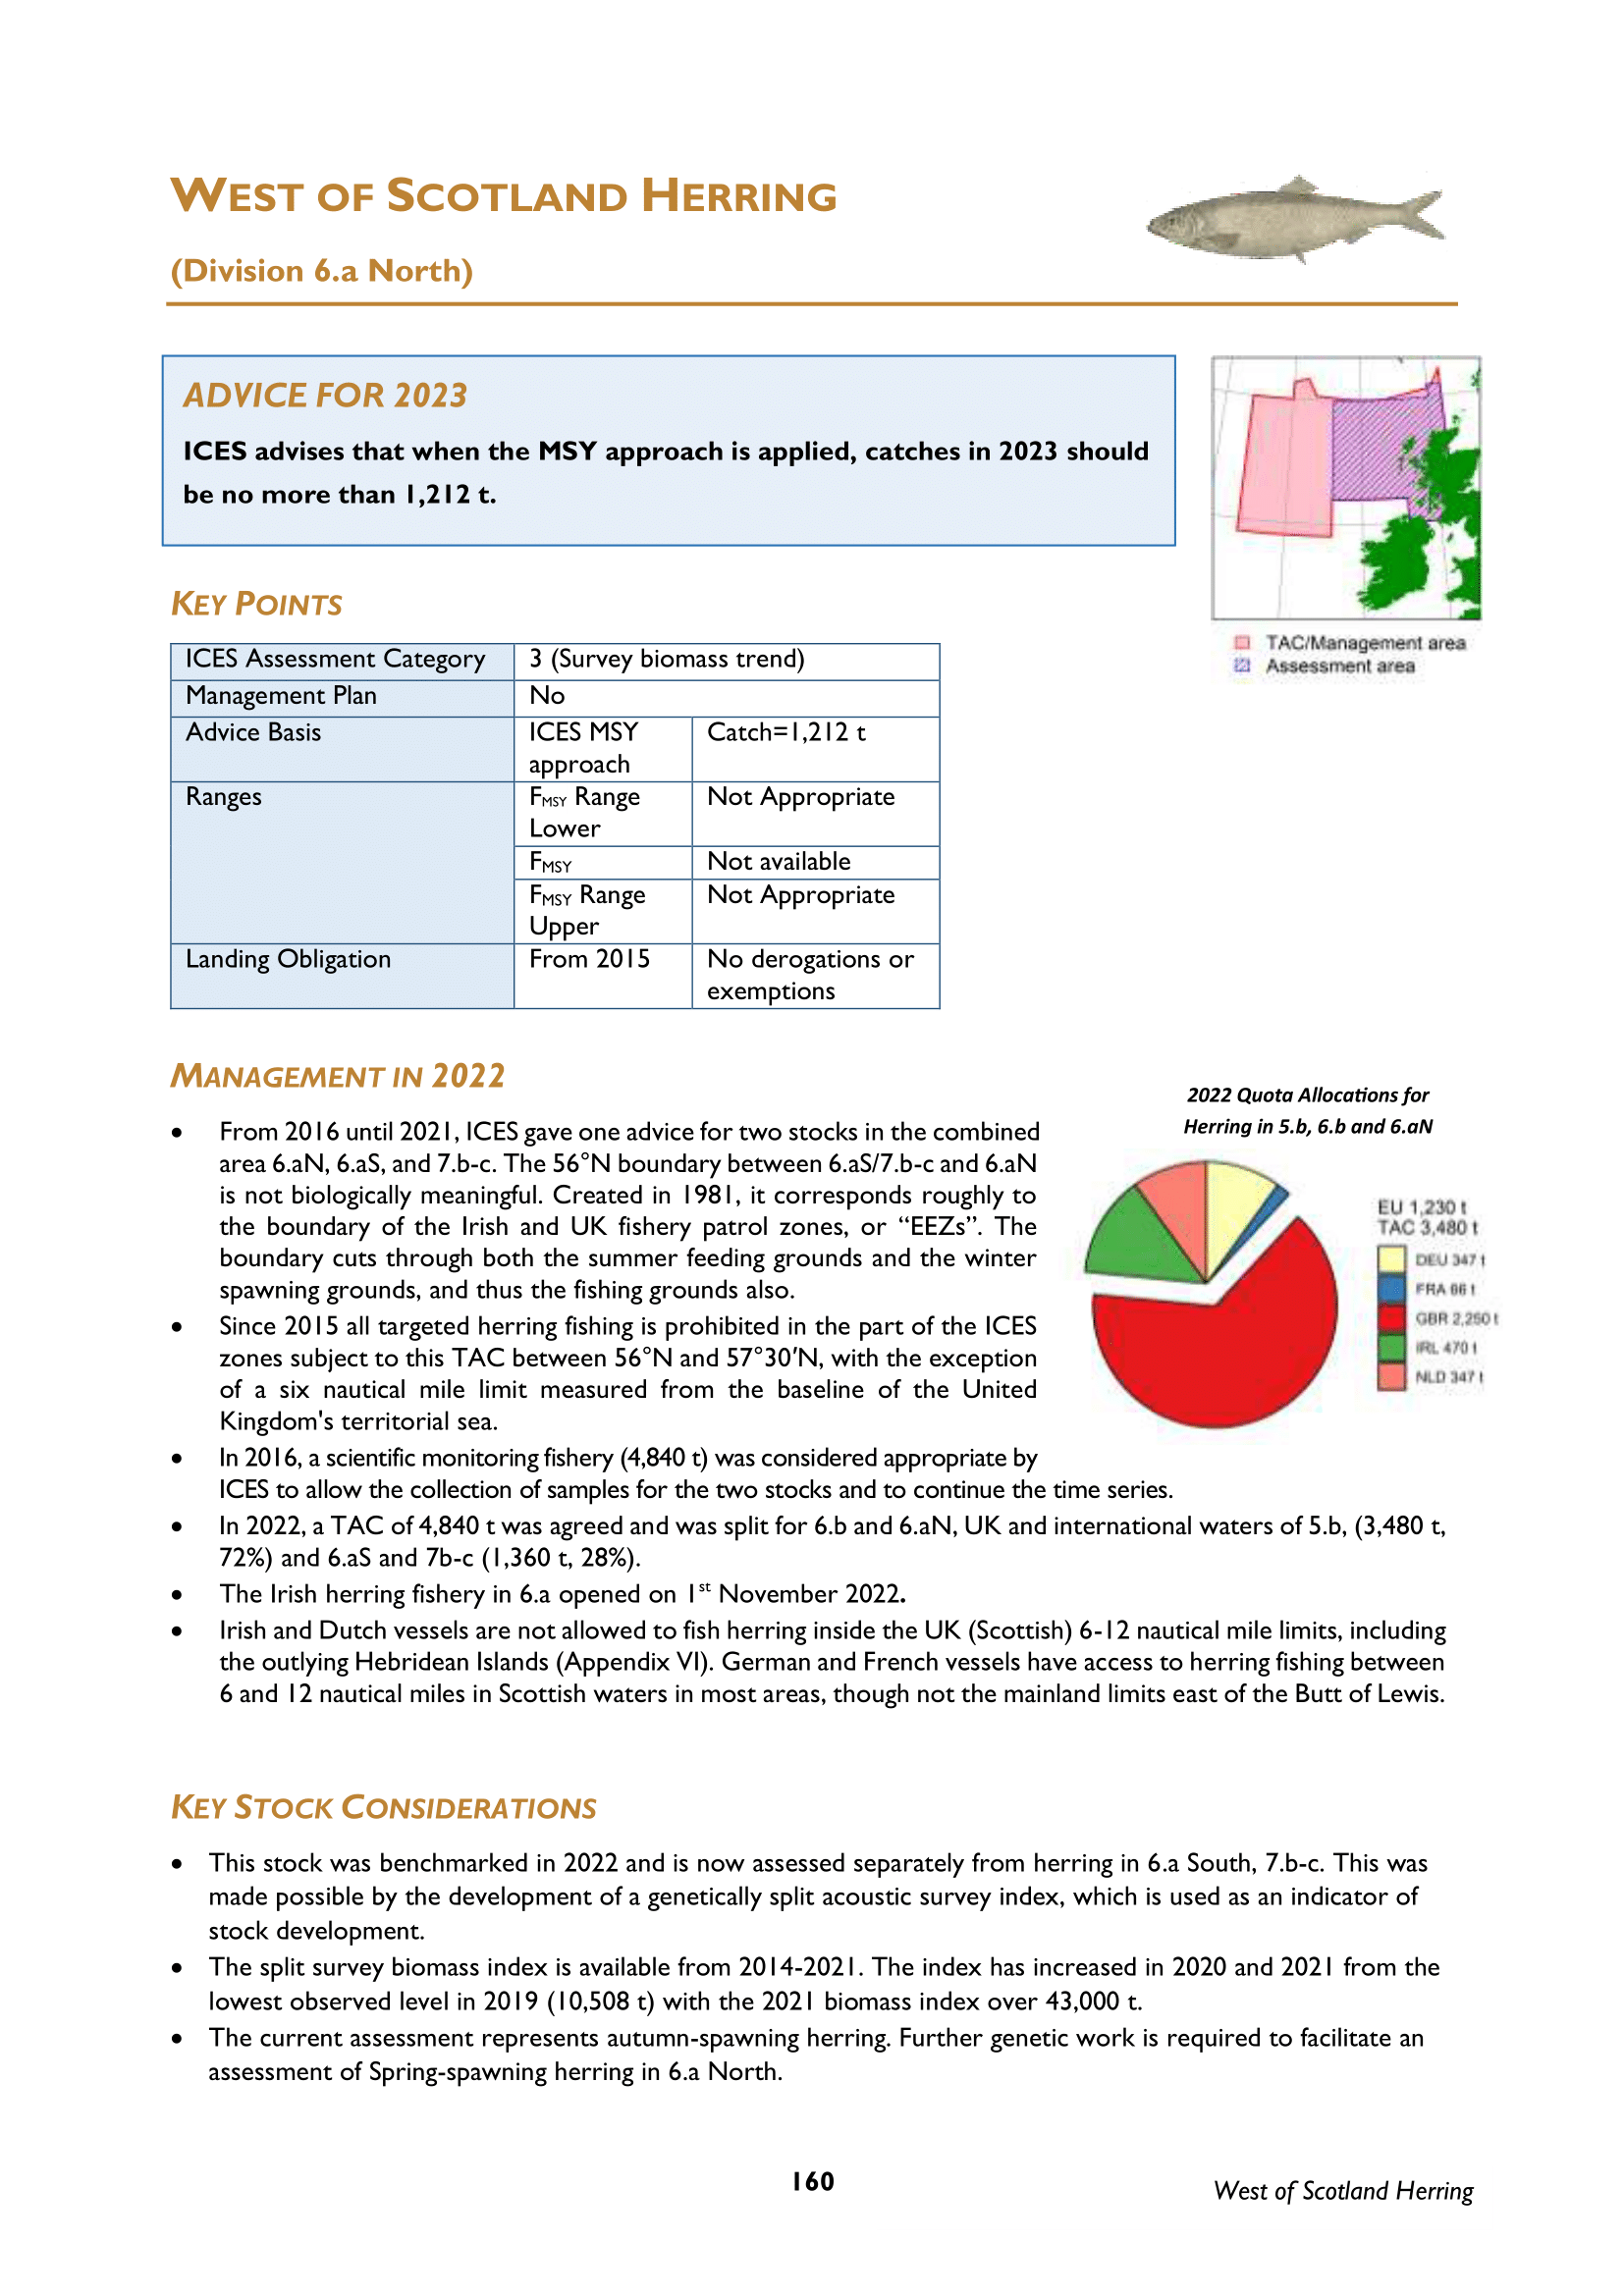 WEST OF SCOTLAND HERRING
(Division 6.a North)
ADVICE FOR 2023
ICES advises that when the MSY approach is applied, catches in 2023 should
be no more than 1,212 t.
TAC/Management area
Assessment area
KEY POINTS
ICES Assessment Category 3 (Survey biomass trend)
Management Plan No
Advice Basis ICES MSY approach Catch=1,212 t
Ranges FMSY Range Lower Not Appropriate
FMSY Not available
FMSY Range Upper Not Appropriate
Landing Obligation From 2015 No derogations or exemptions
MANAGEMENT IN 2022
• From 2016 until 2021, ICES gave one advice for two stocks in the combined
area 6.aN, 6.aS, and 7.b-c. The 56°N boundary between 6.aS/7.b-c and 6.aN
is not biologically meaningful. Created in 1981, it corresponds roughly to
the boundary of the Irish and UK fishery patrol zones, or “EEZs”. The
boundary cuts through both the summer feeding grounds and the winter
spawning grounds, and thus the fishing grounds also.
• Since 2015 all targeted herring fishing is prohibited in the part of the ICES
zones subject to this TAC between 56°N and 57°30′N, with the exception
of a six nautical mile limit measured from the baseline of the United
Kingdom's territorial sea.
• In 2016, a scientific monitoring fishery (4,840 t) was considered appropriate by
ICES to allow the collection of samples for the two stocks and to continue the time series.
• In 2022, a TAC of 4,840 t was agreed and was split for 6.b and 6.aN, UK and international waters of 5.b, (3,480 t,
72%) and 6.aS and 7b-c (1,360 t, 28%).
• The Irish herring fishery in 6.a opened on 1st November 2022.
• Irish and Dutch vessels are not allowed to fish herring inside the UK (Scottish) 6-12 nautical mile limits, including
the outlying Hebridean Islands (Appendix VI). German and French vessels have access to herring fishing between
6 and 12 nautical miles in Scottish waters in most areas, though not the mainland limits east of the Butt of Lewis.
2022 Quota Allocations for
Herring in 5.b, 6.b and 6.aN
EU 1,230 t
TAC 3,480 t
DEU 347 t
FRA 66 t
GBR 2,250 t
IRL 470 t
NLD 347 t
KEY STOCK CONSIDERATIONS
• This stock was benchmarked in 2022 and is now assessed separately from herring in 6.a South, 7.b-c. This was
made possible by the development of a genetically split acoustic survey index, which is used as an indicator of
stock development.
• The split survey biomass index is available from 2014-2021. The index has increased in 2020 and 2021 from the
lowest observed level in 2019 (10,508 t) with the 2021 biomass index over 43,000 t.
• The current assessment represents autumn-spawning herring. Further genetic work is required to facilitate an
assessment of Spring-spawning herring in 6.a North.
160
West of Scotland Herring